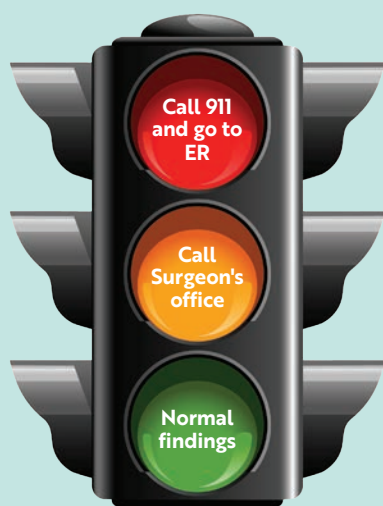 Call 911
and go to
ER
Call
Surgeon's
office
Normal
findings